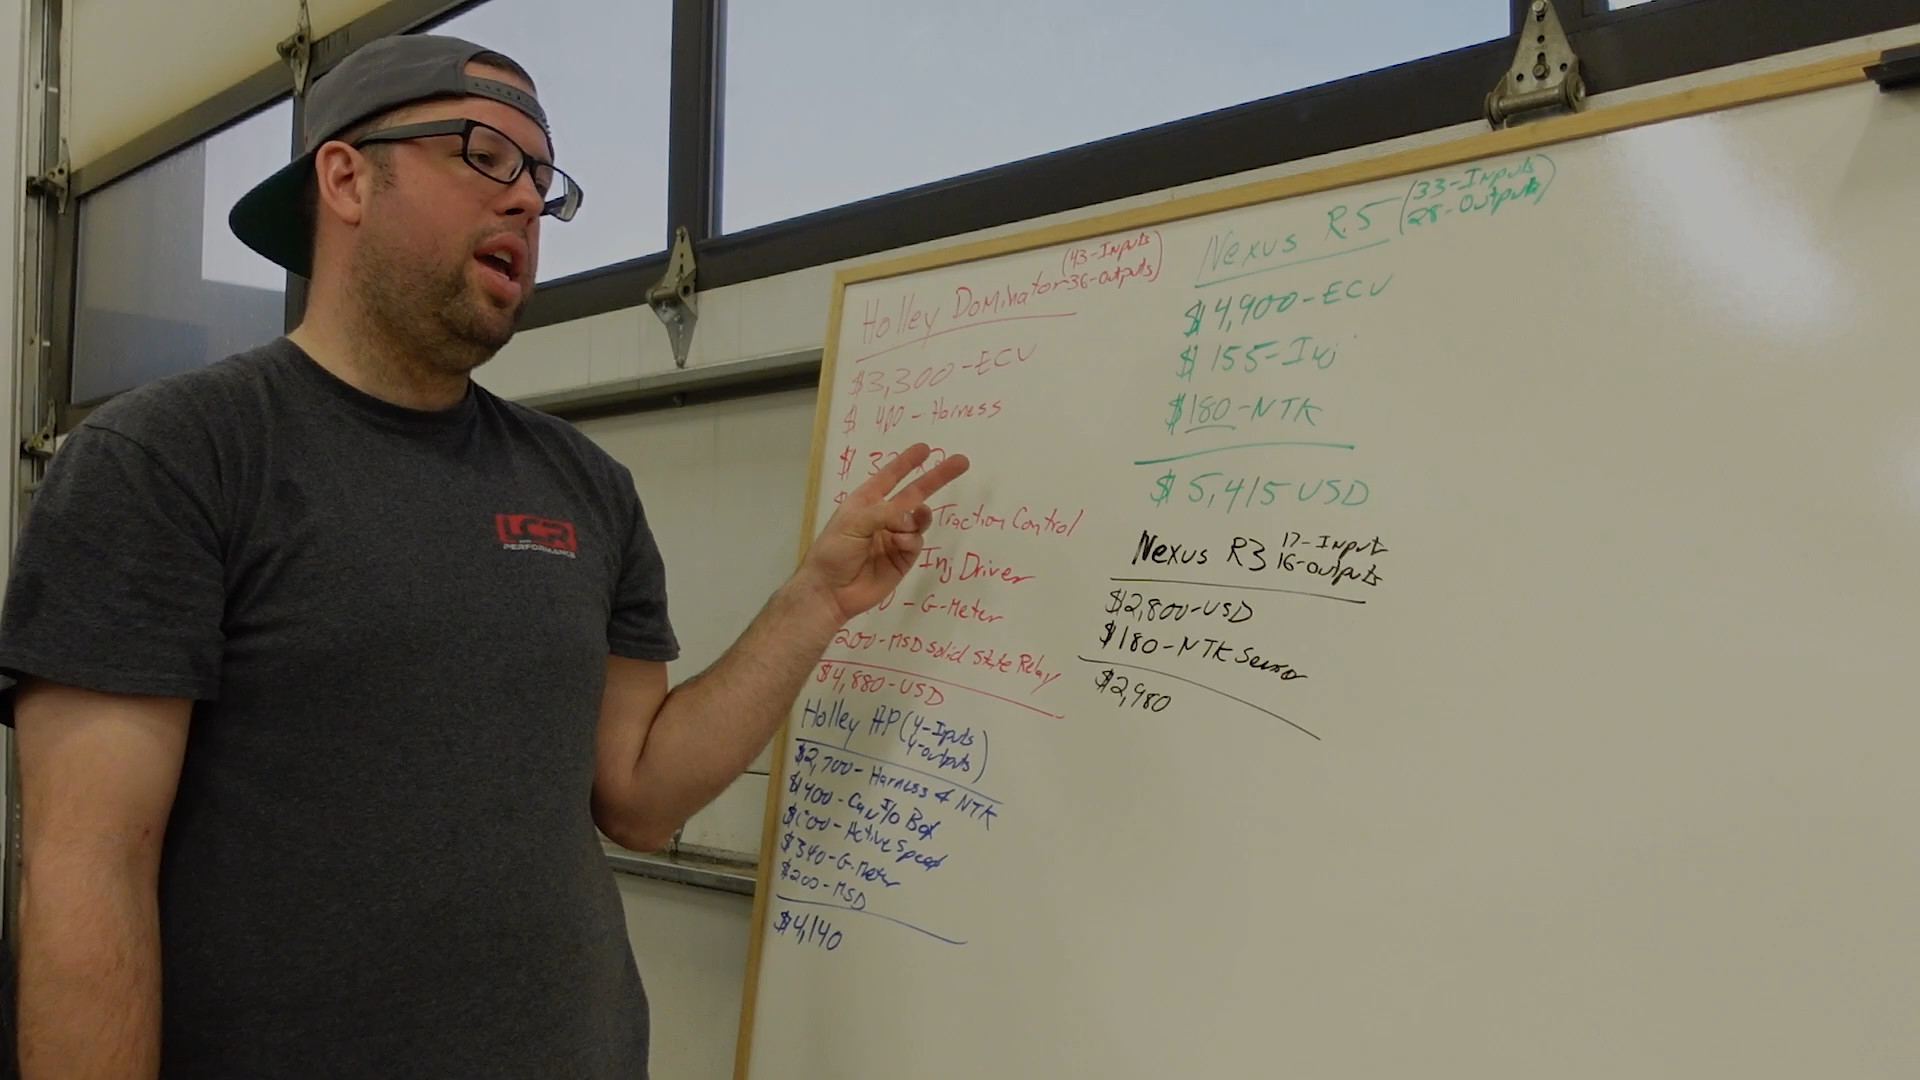 LCR
PERFORMANCE
Holley Dominator (43-Inputs
36-Outputs)
$3,300-ECU
$ 400 - Harness
$
Traction Control
Inj Driver
- G-Meter
200-MSD Solid State Relay
$4,880-USD
Holley HP (4-Inputs
4-outputs)
$2,700- Harness & NTK
$400- Can I/O Box
- Active Speed
$340-G.Meter
$200-MSD
$4,140
Nexus R5 (33-Inputs
28-Outputs)
$4,900-ECU
$155-Inj
$180-NTK
$5,415 USD
Nexus R3 17-Input
16-outputs
$2,800-USD
$180-NTK Sensor
$2,980